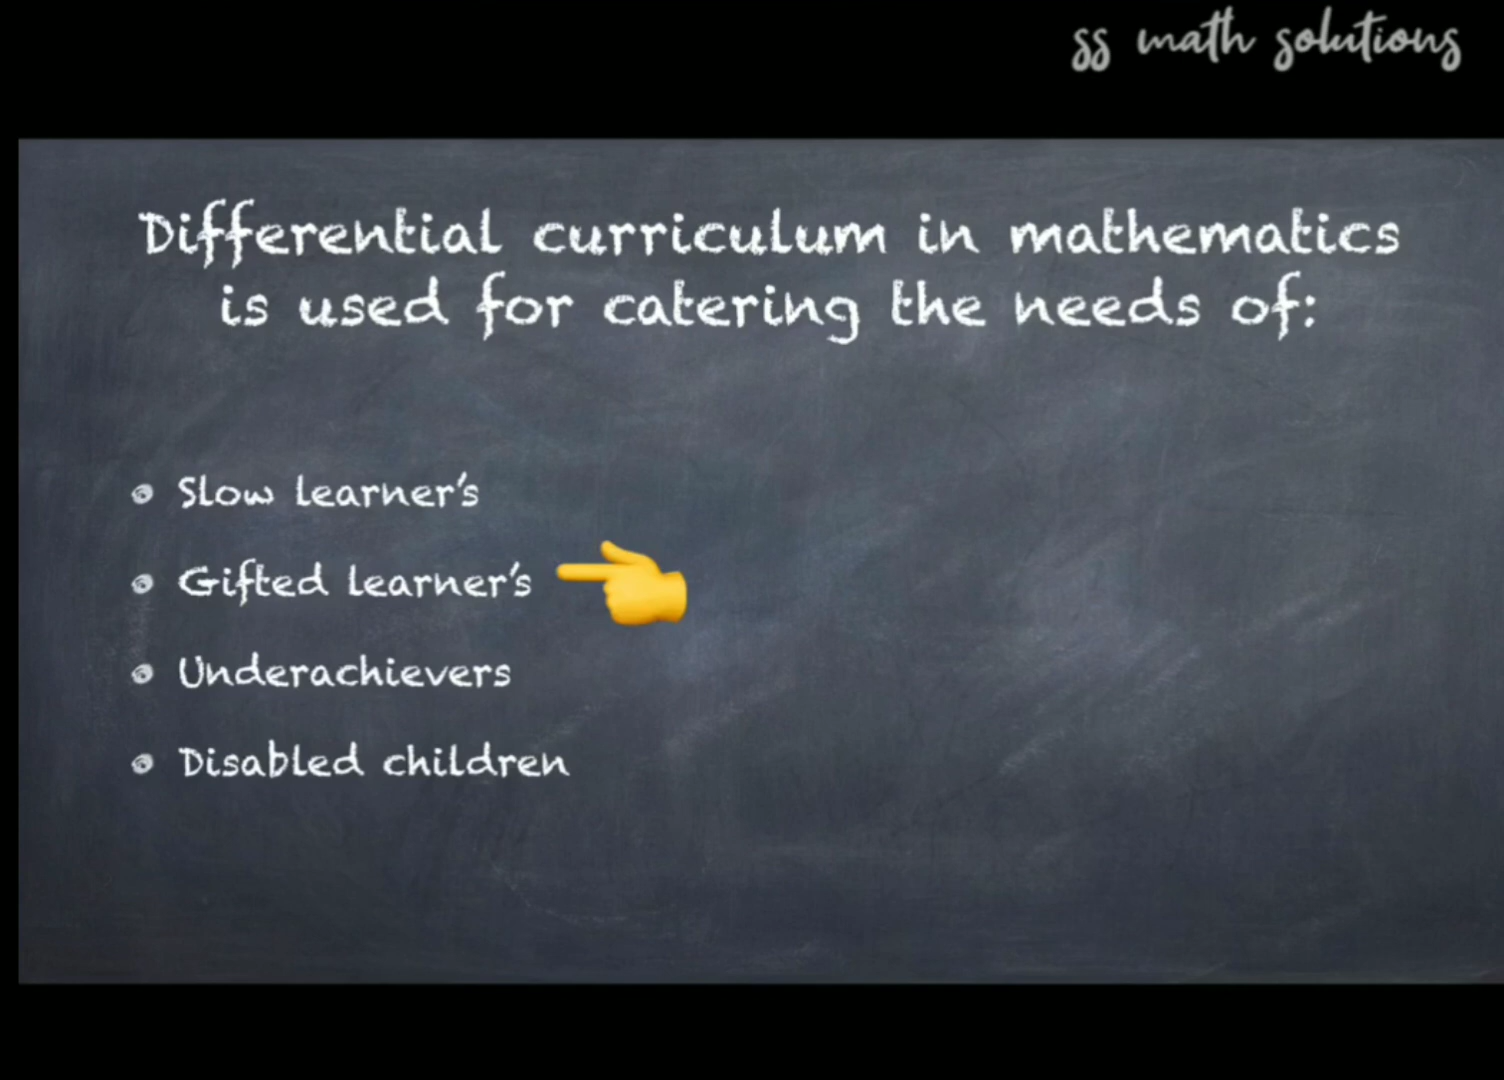 ss math solutions
Differential curriculum in mathematics
is used for catering the needs of:
Slow learner's
Gifted learner's
Underachievers
Disabled children